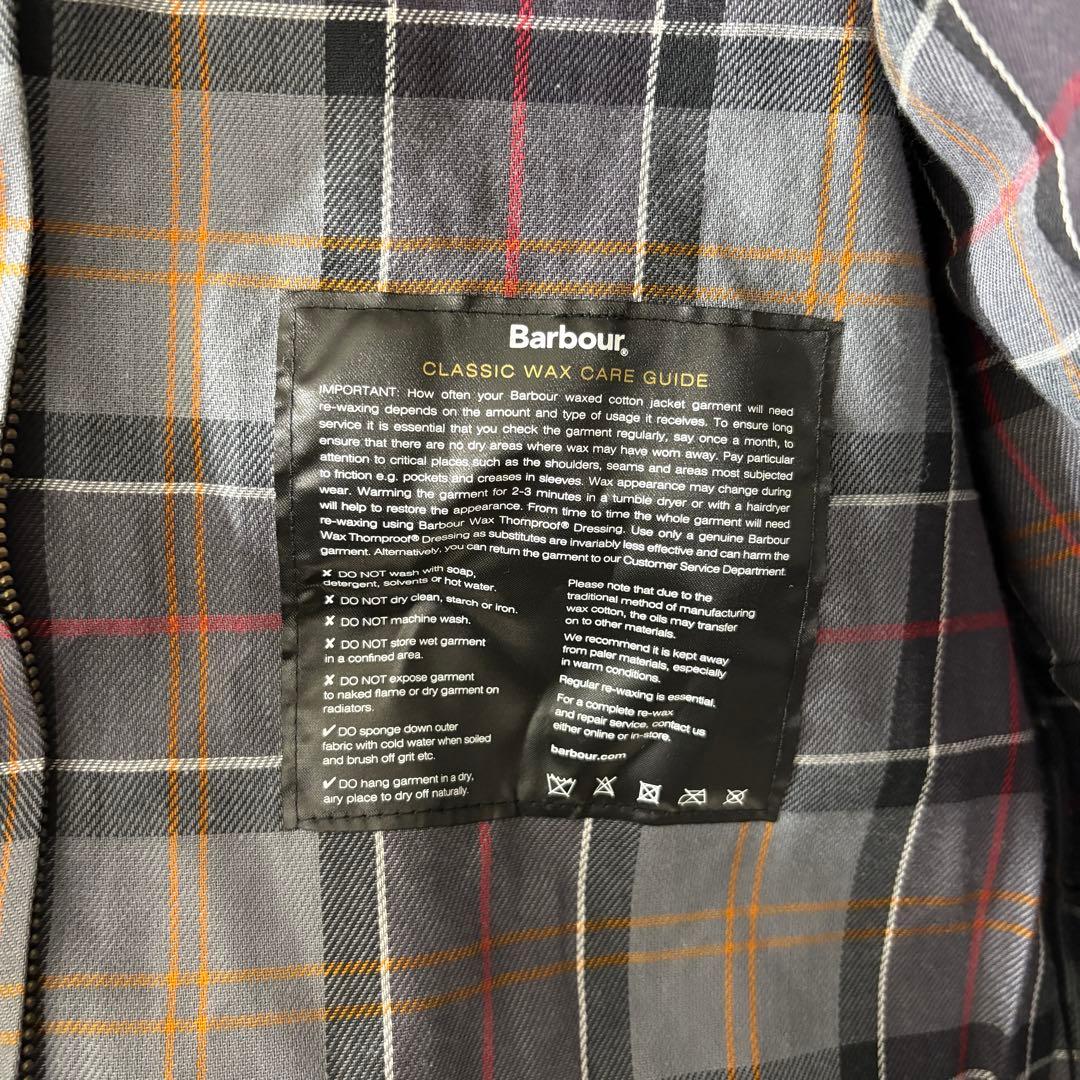 Barbour®
CLASSIC WAX CARE GUIDE
IMPORTANT: How often your Barbour waxed cotton jacket garment will need
re-waxing depends on the amount and type of usage it receives. To ensure long
service it is essential that you check the garment regularly, say once a month, to
ensure that there are no dry areas where wax may have worn away. Pay particular
attention to critical places such as the shoulders, seams and areas most subjected
to friction e.g. pockets and creases in sleeves. Wax appearance may change during
wear. Warming the garment for 2-3 minutes in a tumble dryer or with a hairdryer
will help to restore the appearance. From time to time the whole garment will need
re-waxing using Barbour Wax Thornproof® Dressing. Use only a genuine Barbour
Wax Thornproof® Dressing as substitutes are invariably less effective and can harm the
garment. Alternatively, you can return the garment to our Customer Service Department.
✘ DO NOT wash with soap,
detergent, solvents or hot water.
✘ DO NOT dry clean, starch or iron.
✘ DO NOT machine wash.
✘ DO NOT store wet garment
in a confined area.
✘ DO NOT expose garment
to naked flame or dry garment on
radiators.
✔ DO sponge down outer
fabric with cold water when soiled
and brush off grit etc.
✔ DO hang garment in a dry,
airy place to dry off naturally.
Please note that due to the
traditional method of manufacturing
wax cotton, the oils may transfer
on to other materials.
We recommend it is kept away
from paler materials, especially
in warm conditions.
Regular re-waxing is essential.
For a complete re-wax
and repair service, contact us
either online or in-store.
barbour.com